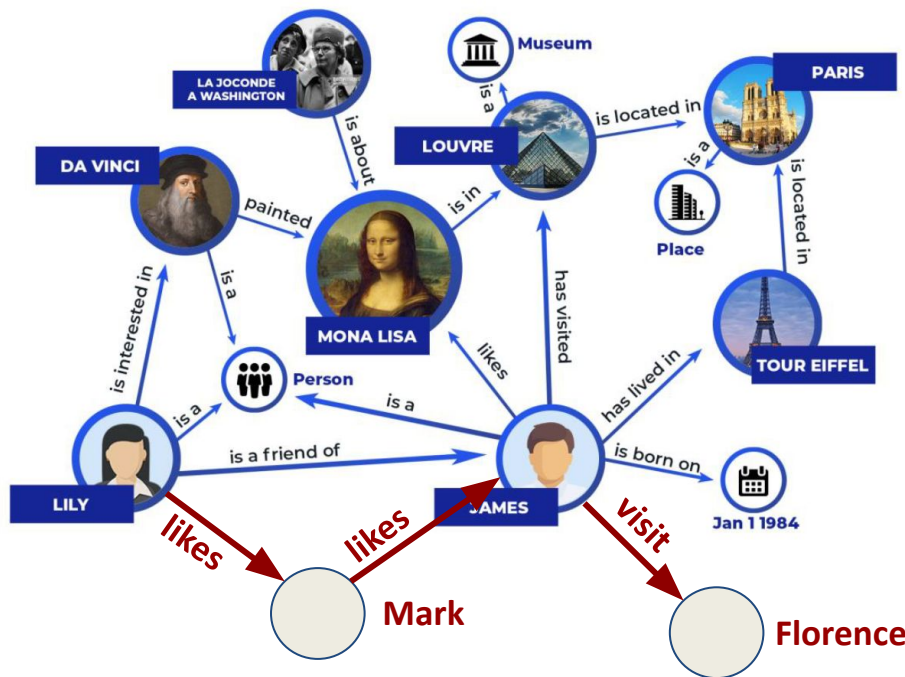 Museum
PARIS
LA JOCONDE
A WASHINGTON
is a
is located in
LOUVRE
is about
is a
is located in
DA VINCI
painted
is in
Place
is a
has visited
MONA LISA
is interested in
likes
TOUR EIFFEL
Person
has lived in
is a
is a
is a friend of
is born on
LILY
JAMES
Jan 1 1984
likes
likes
visit
Mark
Florence